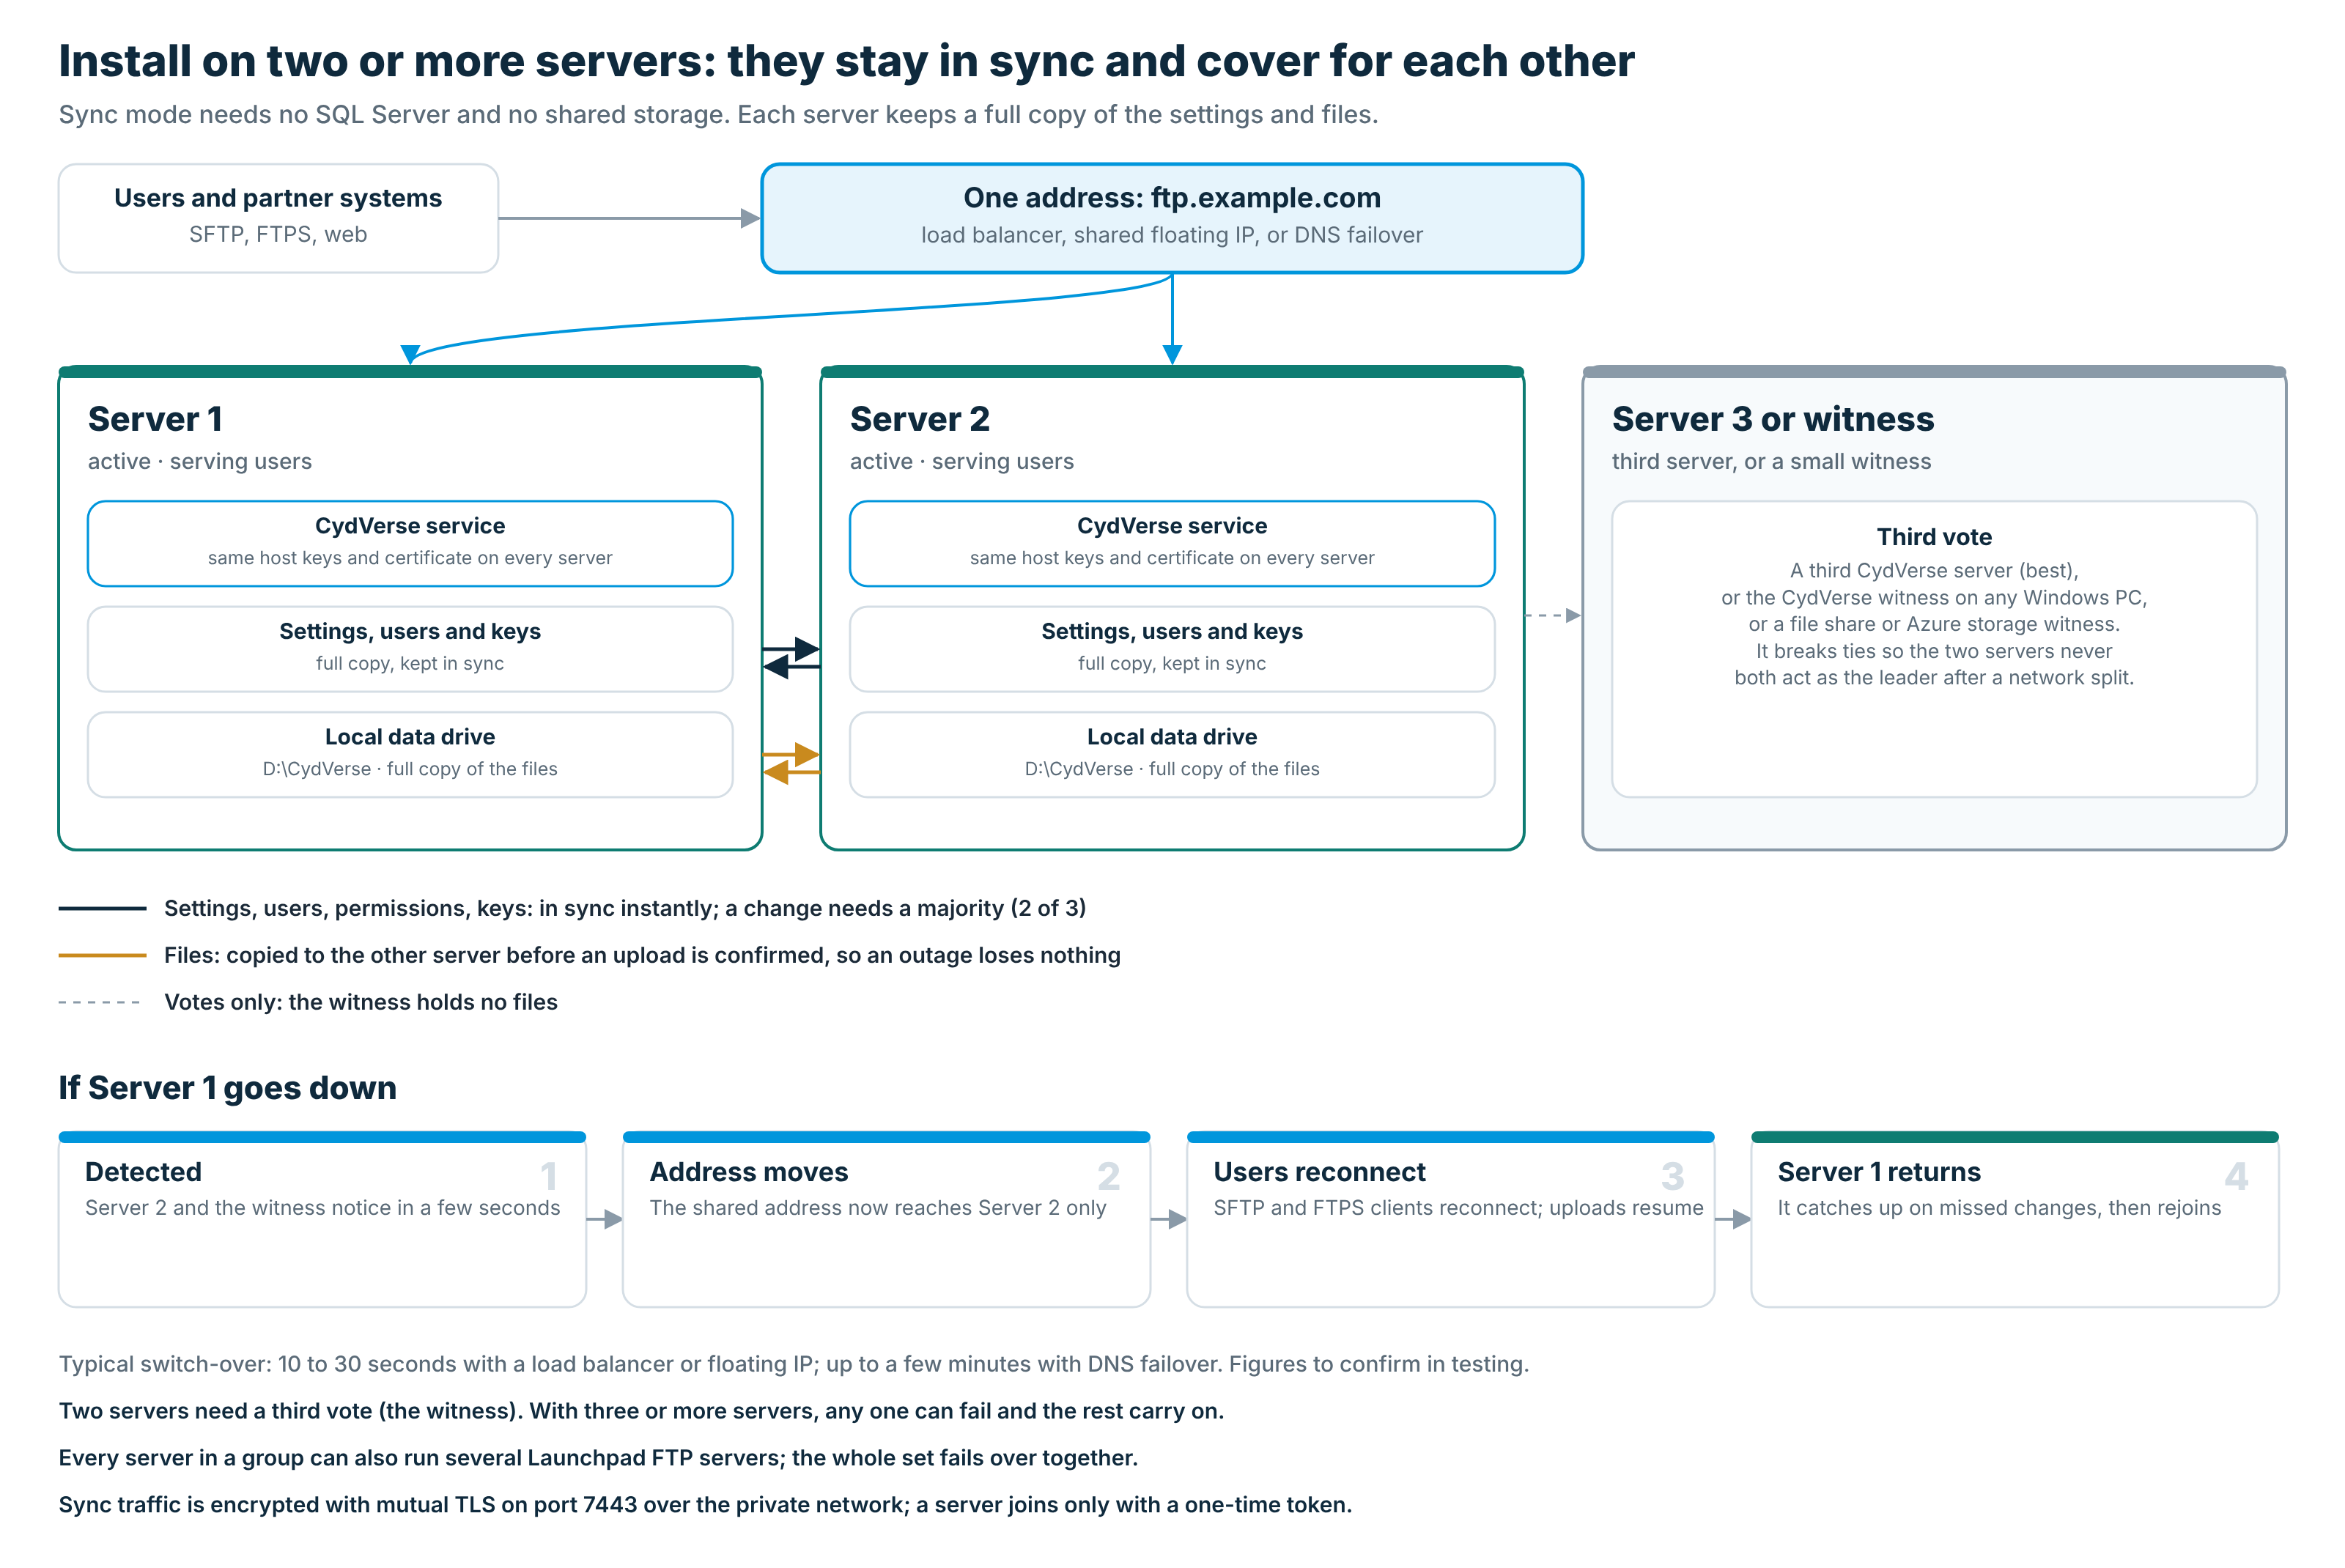 Install on two or more servers: they stay in sync and cover for each other
Sync mode needs no SQL Server and no shared storage. Each server keeps a full copy of the settings and files.
Users and partner systems
SFTP, FTPS, web
One address: ftp.example.com
load balancer, shared floating IP, or DNS failover
Server 1
active · serving users
CydVerse service
same host keys and certificate on every server
Settings, users and keys
full copy, kept in sync
Local data drive
D:\CydVerse · full copy of the files
Server 2
active · serving users
CydVerse service
same host keys and certificate on every server
Settings, users and keys
full copy, kept in sync
Local data drive
D:\CydVerse · full copy of the files
Server 3 or witness
third server, or a small witness
Third vote
A third CydVerse server (best),
or the CydVerse witness on any Windows PC,
or a file share or Azure storage witness.
It breaks ties so the two servers never
both act as the leader after a network split.
Settings, users, permissions, keys: in sync instantly; a change needs a majority (2 of 3)
Files: copied to the other server before an upload is confirmed, so an outage loses nothing
Votes only: the witness holds no files
If Server 1 goes down
Detected 1
Server 2 and the witness notice in a few seconds
Address moves 2
The shared address now reaches Server 2 only
Users reconnect 3
SFTP and FTPS clients reconnect; uploads resume
Server 1 returns 4
It catches up on missed changes, then rejoins
Typical switch-over: 10 to 30 seconds with a load balancer or floating IP; up to a few minutes with DNS failover. Figures to confirm in testing.
Two servers need a third vote (the witness). With three or more servers, any one can fail and the rest carry on.
Every server in a group can also run several Launchpad FTP servers; the whole set fails over together.
Sync traffic is encrypted with mutual TLS on port 7443 over the private network; a server joins only with a one-time token.